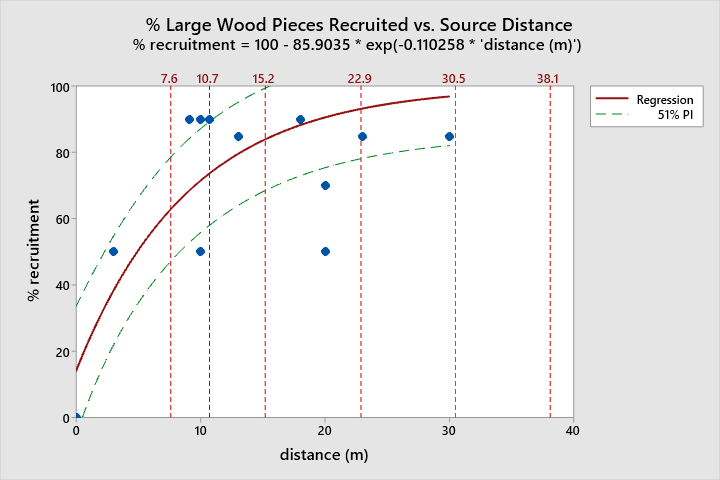 % Large Wood Pieces Recruited vs. Source Distance
% recruitment = 100 - 85.9035 * exp(-0.110258 * 'distance (m)')
7.6 10.7 15.2 22.9 30.5 38.1
Regression
51% PI
100
80
60
40
20
0
% recruitment
0 10 20 30 40
distance (m)